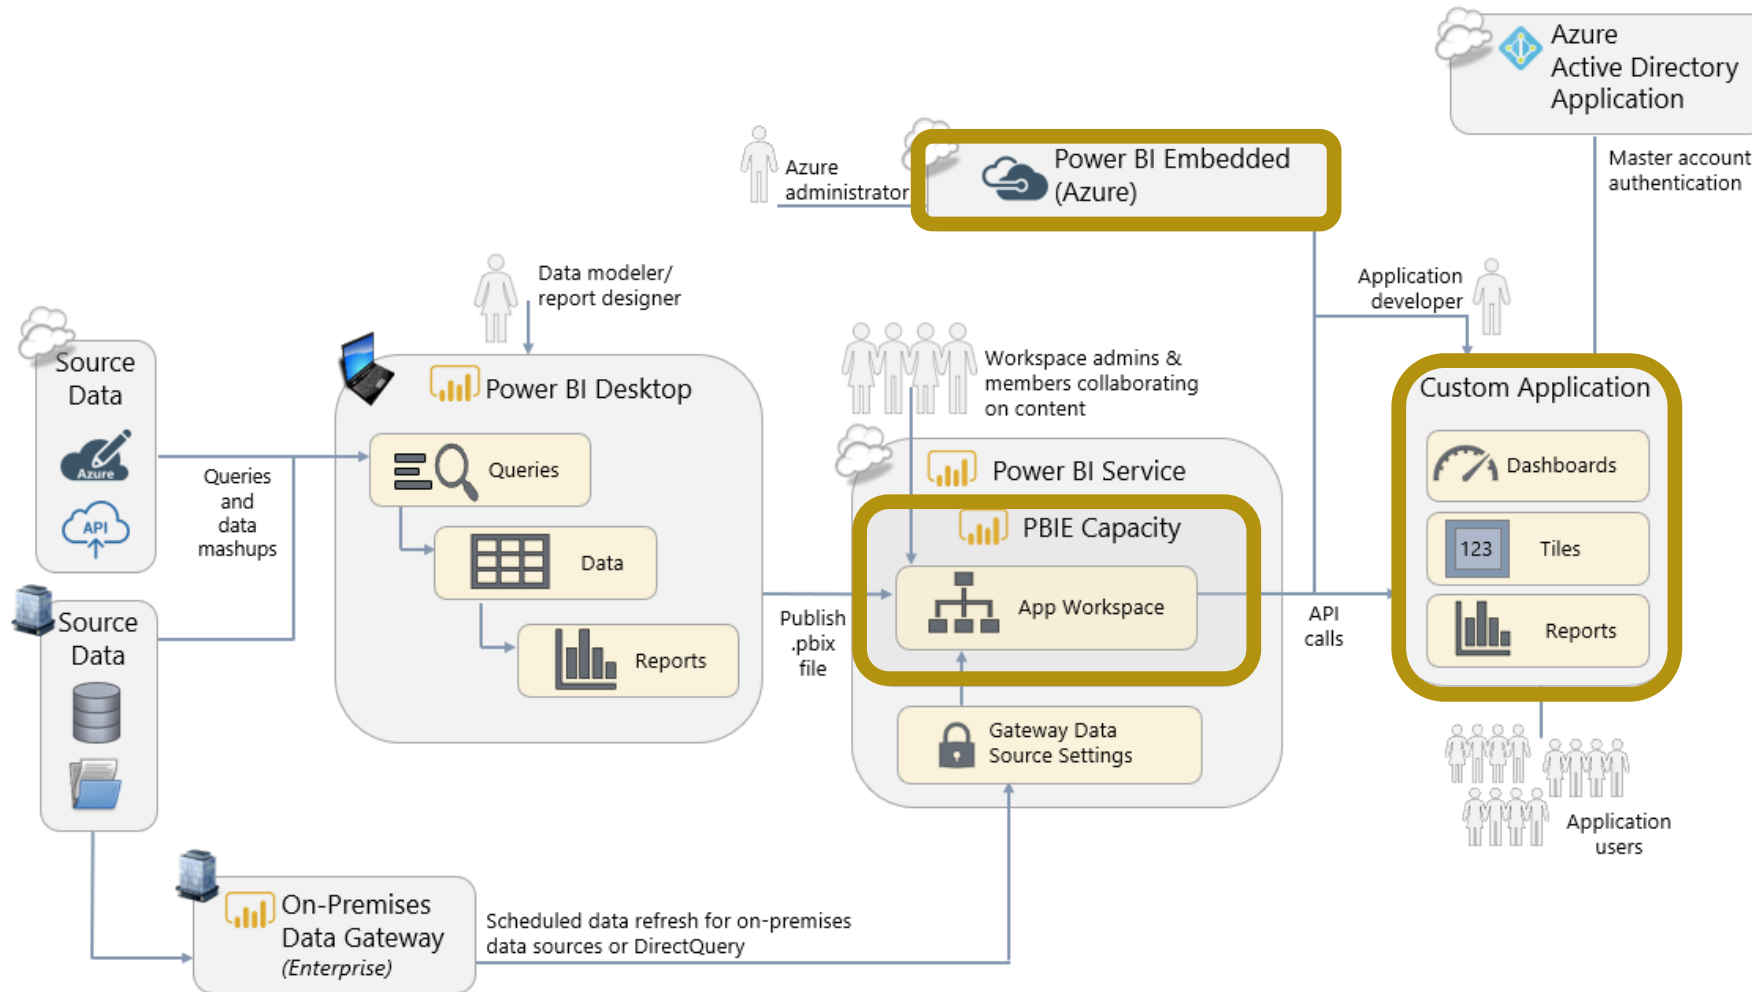 Azure
Active Directory
Application
Master account
authentication
Power BI Embedded
(Azure)
Azure
administrator
Data modeler/
report designer
Application
developer
Source
Data
Azure
API
Queries
and
data
mashups
Power BI Desktop
Queries
Data
Reports
Workspace admins &
members collaborating
on content
Power BI Service
PBIE Capacity
App Workspace
Gateway Data
Source Settings
Publish
.pbix
file
API
calls
Custom Application
Dashboards
123
Tiles
Reports
Application
users
Source
Data
On-Premises
Data Gateway
(Enterprise)
Scheduled data refresh for on-premises
data sources or DirectQuery